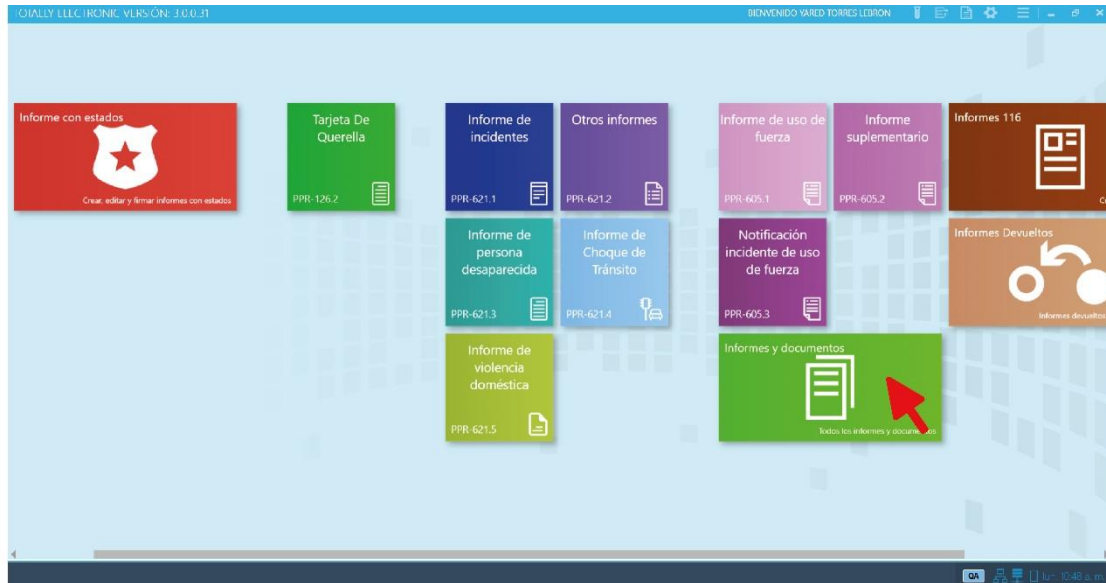 TOTALLY ELECTRONIC VERSIÓN: 3.0.0.31
BIENVENIDO YARED TORRES LEBRON
Informe con estados
Crear, editar y firmar informes con estados
Tarjeta De
Querella
PPR-126.2
Informe de
incidentes
PPR-621.1
Otros informes
PPR-621.2
Informe de
persona
desaparecida
PPR-621.3
Informe de
Choque de
Tránsito
PPR-621.4
Informe de
violencia
doméstica
PPR-621.5
Informe de uso de
fuerza
PPR-605.1
Informe
suplementario
PPR-605.2
Notificación
incidente de uso
de fuerza
PPR-605.3
Informes y documentos
Todos los informes y documentos
Informes 116
Informes Devueltos
Informes devueltos
QA
lun. 10:48 a. m.